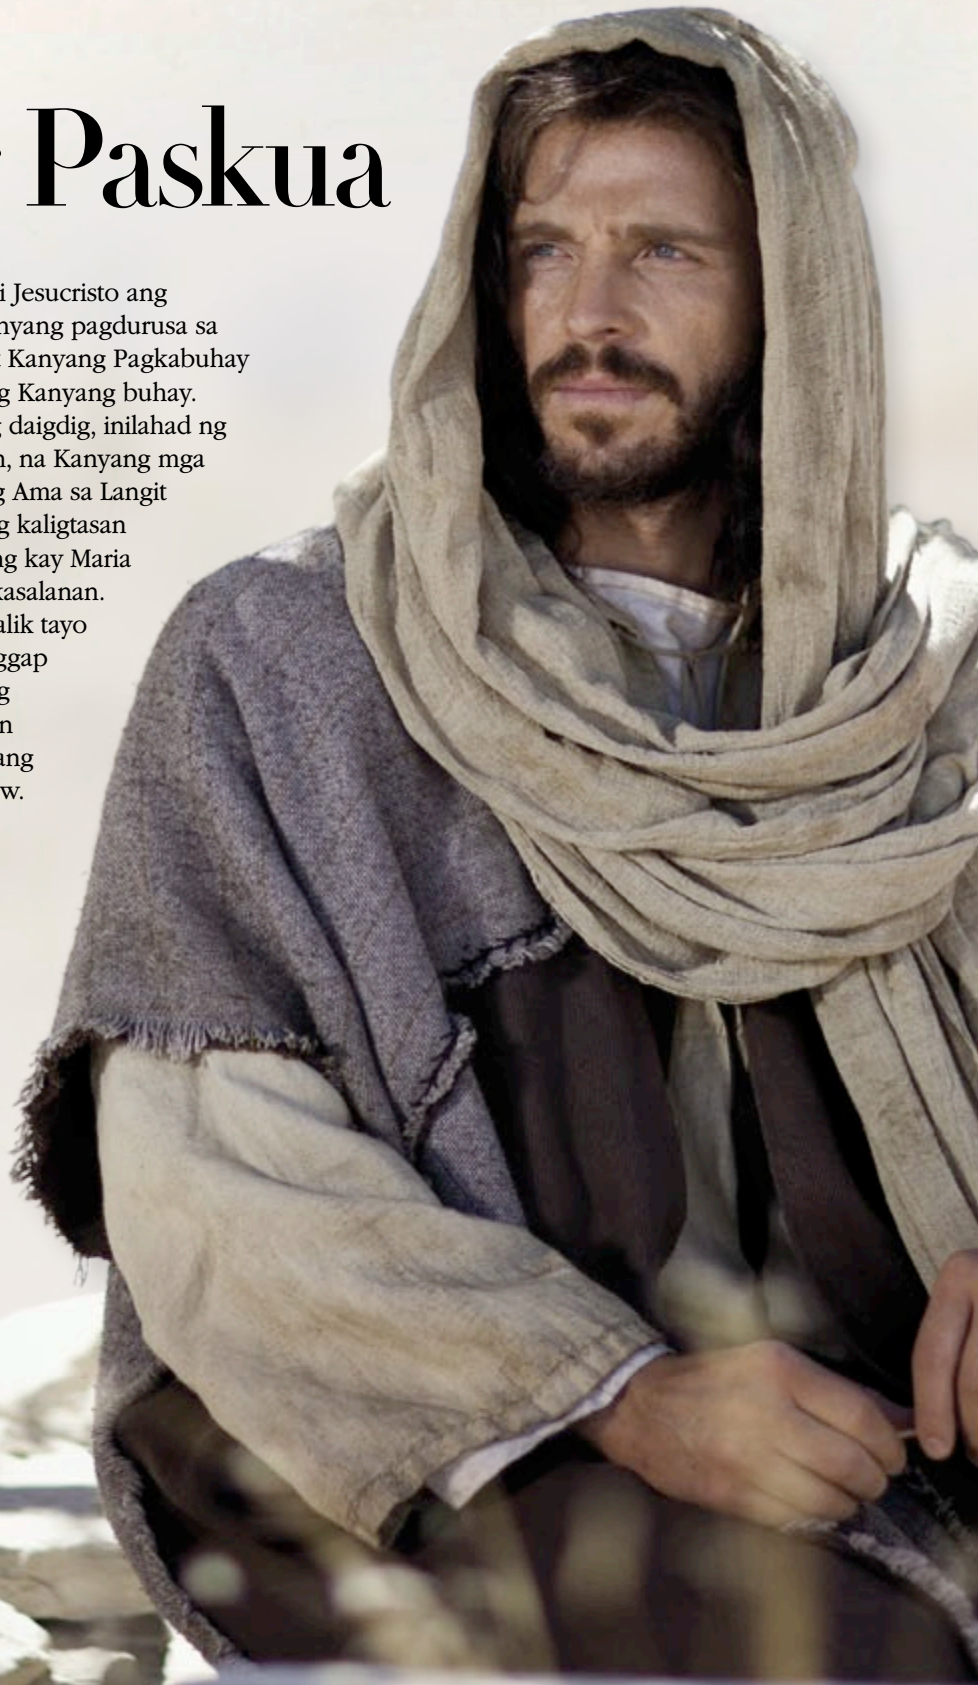 Paskua
i Jesucristo ang
nyang pagdurusa sa
t Kanyang Pagkabuhay
g Kanyang buhay.
g daigdig, inilahad ng
n, na Kanyang mga
g Ama sa Langit
g kaligtasan
ng kay Maria
kasalanan.
alik tayo
ggap
g
n
ang
w.